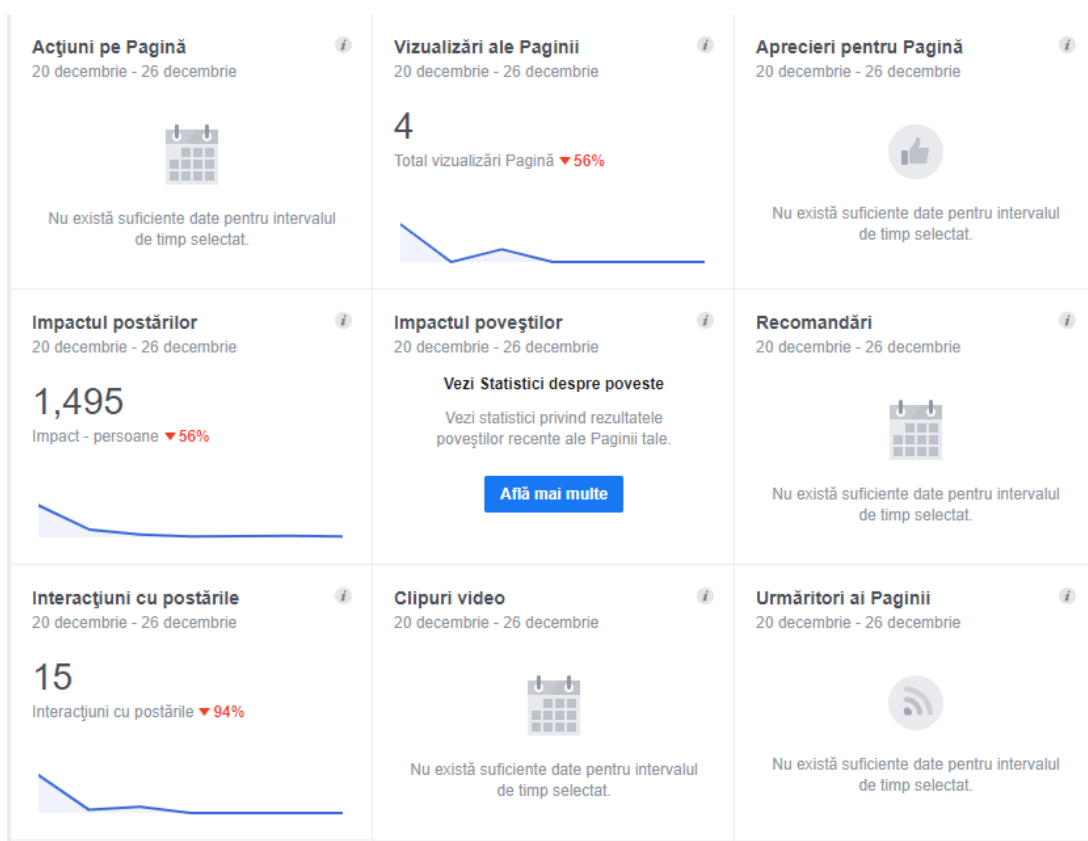 Acţiuni pe Pagină
20 decembrie - 26 decembrie
Nu există suficiente date pentru intervalul
de timp selectat.
Vizualizări ale Paginii
20 decembrie - 26 decembrie
4
Total vizualizări Pagină ▼56%
Aprecieri pentru Pagină
20 decembrie - 26 decembrie
Nu există suficiente date pentru intervalul
de timp selectat.
Impactul postărilor
20 decembrie - 26 decembrie
1,495
Impact - persoane ▼56%
Impactul poveştilor
20 decembrie - 26 decembrie
Vezi Statistici despre poveste
Vezi statistici privind rezultatele
poveştilor recente ale Paginii tale.
Află mai multe
Recomandări
20 decembrie - 26 decembrie
Nu există suficiente date pentru intervalul
de timp selectat.
Interacţiuni cu postările
20 decembrie - 26 decembrie
15
Interacţiuni cu postările ▼94%
Clipuri video
20 decembrie - 26 decembrie
Nu există suficiente date pentru intervalul
de timp selectat.
Urmăritori ai Paginii
20 decembrie - 26 decembrie
Nu există suficiente date pentru intervalul
de timp selectat.